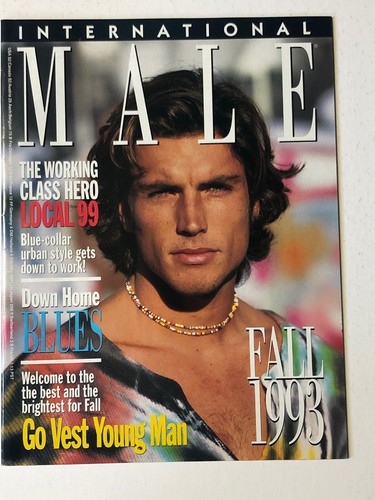 INTERNATIONAL
MALE
THE WORKING
CLASS HERO
LOCAL 99
Blue-collar
urban style gets
down to work!
Down Home
BLUES
Welcome to the
the best and the
brightest for Fall
Go Vest Young Man
FALL
1993